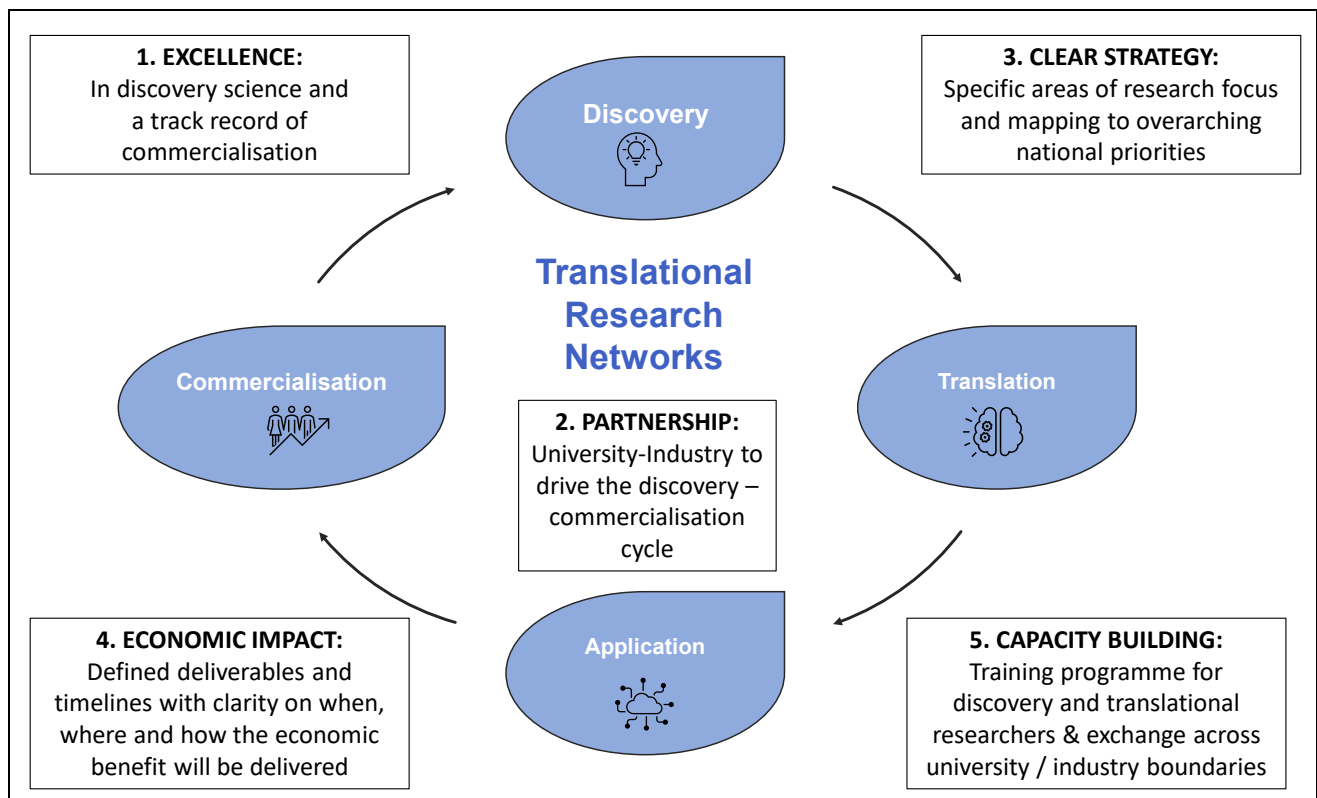 1. EXCELLENCE:
In discovery science and
a track record of
commercialisation
Discovery
3. CLEAR STRATEGY:
Specific areas of research focus
and mapping to overarching
national priorities
Translational
Research
Networks
Commercialisation
Translation
2. PARTNERSHIP:
University-Industry to
drive the discovery –
commercialisation
cycle
4. ECONOMIC IMPACT:
Defined deliverables and
timelines with clarity on when,
where and how the economic
benefit will be delivered
Application
5. CAPACITY BUILDING:
Training programme for
discovery and translational
researchers & exchange across
university / industry boundaries